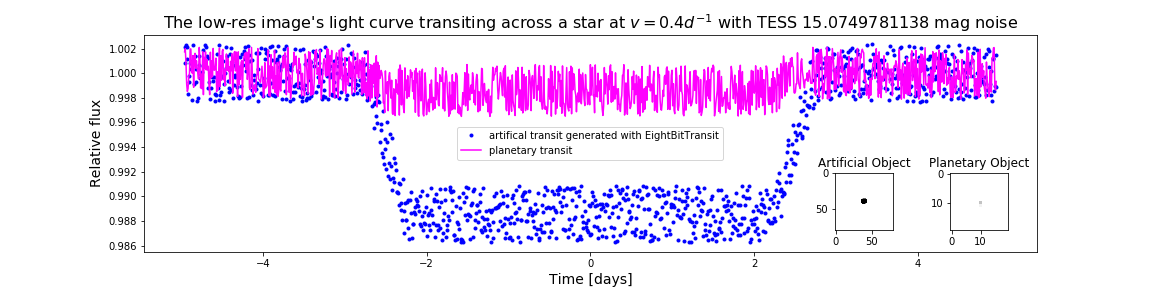 The low-res image's light curve transiting across a star at v = 0.4d⁻¹ with TESS 15.0749781138 mag noise
Relative flux
1.002
1.000
0.998
0.996
0.994
0.992
0.990
0.988
0.986
artifical transit generated with EightBitTransit
planetary transit
Artificial Object
0
50
0 50
Planetary Object
0
10
0 10
−4 −2 0 2 4
Time [days]